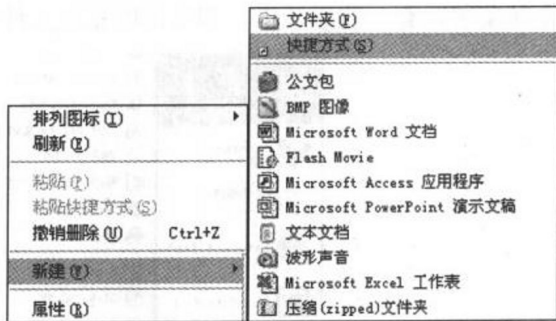 排列图标(I)
刷新(E)
粘贴(P)
粘贴快捷方式(S)
撤销删除(U) Ctrl+Z
新建(W)
属性(R)
文件夹(F)
快捷方式(S)
公文包
BMP 图像
Microsoft Word 文档
Flash Movie
Microsoft Access 应用程序
Microsoft PowerPoint 演示文稿
文本文档
波形声音
Microsoft Excel 工作表
压缩(zipped)文件夹